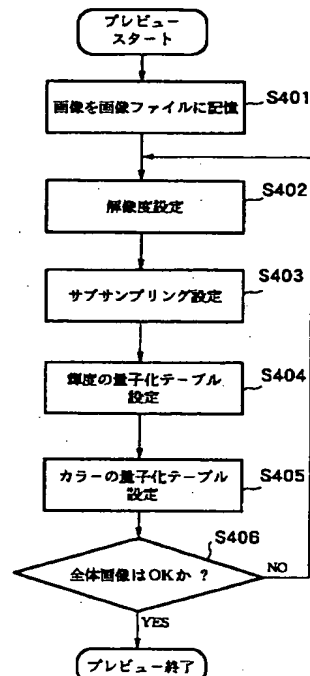 プレビュー
スタート
画像を画像ファイルに記憶
S401
解像度設定
S402
サブサンプリング設定
S403
輝度の量子化テーブル
設定
S404
カラーの量子化テーブル
設定
S405
S406
全体画像はOKか ?
NO
YES
プレビュー終了